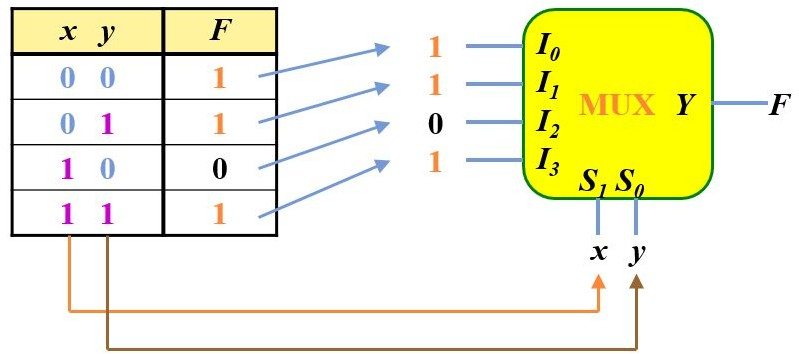 x y F
0 0 1
0 1 1
1 0 0
1 1 1
1 I0
1 I1
0 I2
1 I3
MUX Y F
S1 S0
x y